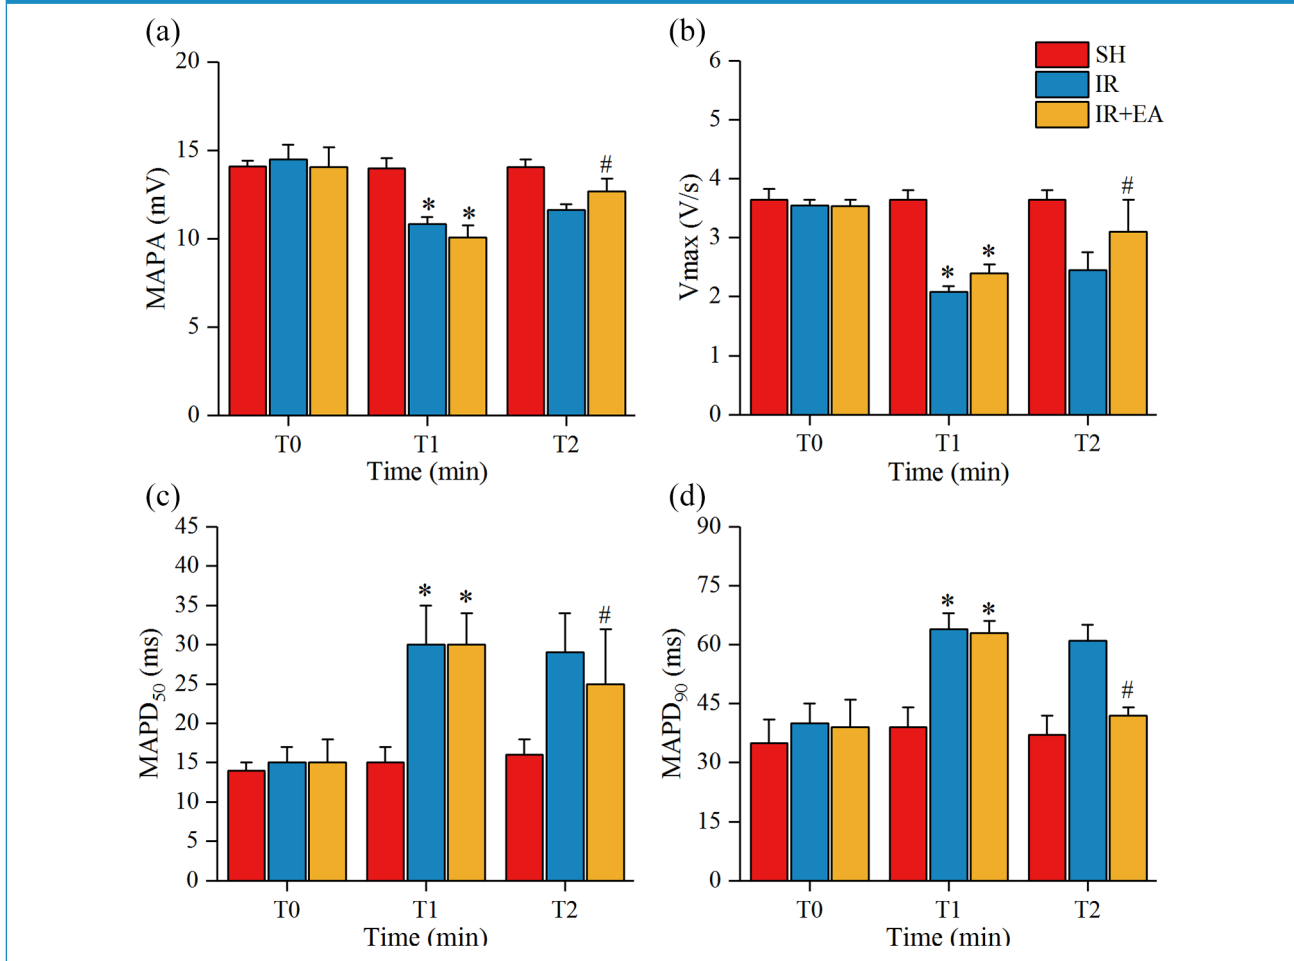 (a)
20
15
10
5
0
MAPA (mV)
* *
#
T0 T1 T2
Time (min)
(b)
6
5
4
3
2
1
0
Vmax (V/s)
* *
#
SH
IR
IR+EA
T0 T1 T2
Time (min)
(c)
45
40
35
30
25
20
15
10
5
0
MAPD50 (ms)
* *
#
T0 T1 T2
Time (min)
(d)
90
75
60
45
30
15
0
MAPD90 (ms)
* *
#
T0 T1 T2
Time (min)